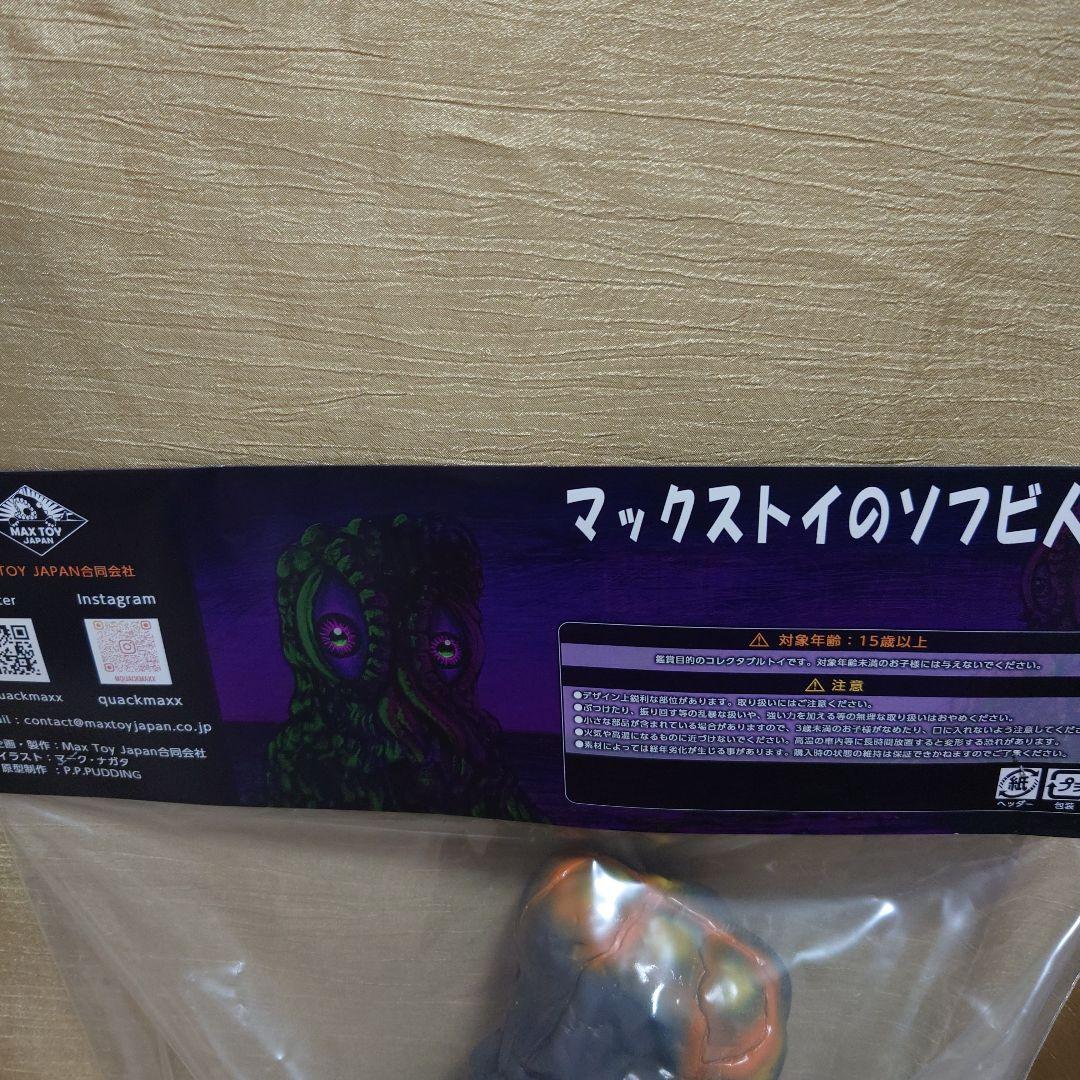 マックストイのソフビ人
MAX TOY
JAPAN
TOY JAPAN合同会社
ter
Instagram
@QUACKMAXX
uackmaxx
quackmaxx
ail : contact@maxtoyjapan.co.jp
企画・製作 : Max Toy Japan合同会社
イラスト : マーク・ナガタ
原型制作 : P.P.PUDDING
⚠ 対象年齢 : 15歳以上
鑑賞目的のコレクタブルトイです。対象年齢未満のお子様には与えないでください。
⚠ 注意
●デザイン上鋭利な部位があります。取り扱いにはご注意ください。
●ぶつけたり、振り回す等の乱暴な扱いや、強い力を加える等の無理な取り扱いはおやめください。
●小さな部品が含まれている場合がありますので、3歳未満のお子様がなめたり、口に入れないよう注意してくださ
●火気や高温になるものに近づけないでください。高温の車内等に長時間放置すると変形する恐れがあります。
●素材によっては経年劣化が生じる事があります。購入時の状態の維持は保証できかねますのでご了承ください。
紙
ヘッダー
プラ
包装